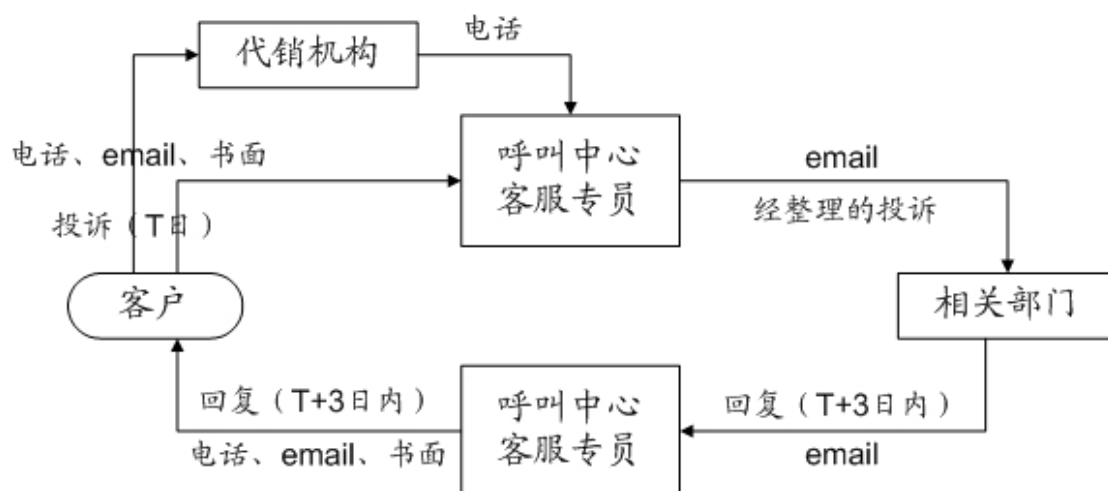 代销机构
电话
呼叫中心
客服专员
电话、email、书面
email
经整理的投诉
投诉（T日）
客户
相关部门
呼叫中心
客服专员
回复（T+3日内）
电话、email、书面
回复（T+3日内）
email